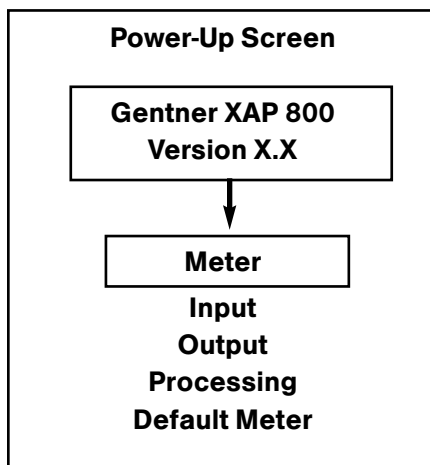 Power-Up Screen
Gentner XAP 800
Version X.X
Meter
Input
Output
Processing
Default Meter